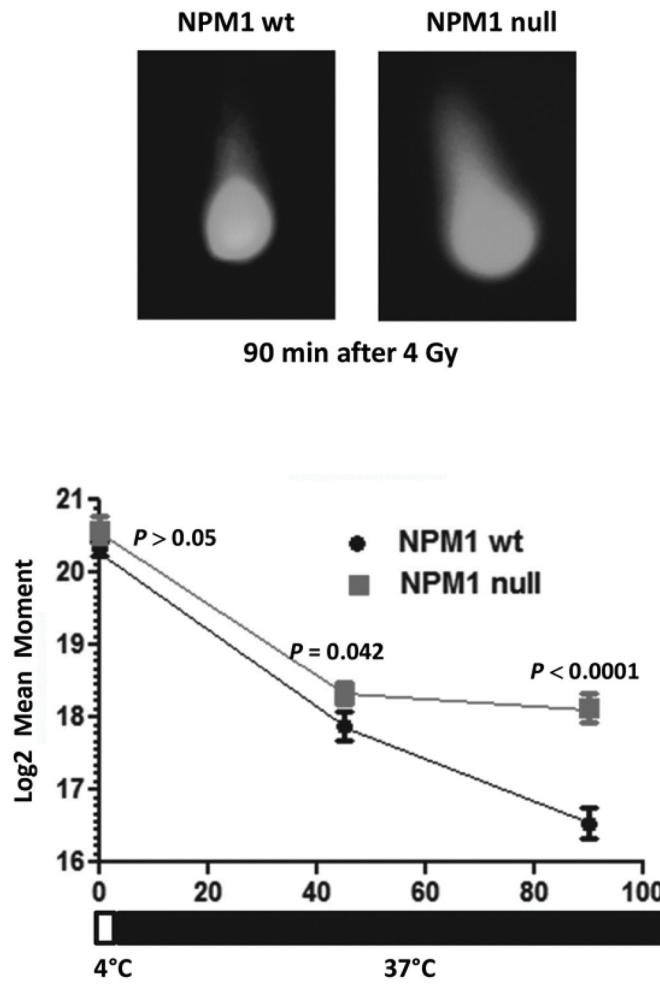 NPM1 wt NPM1 null
90 min after 4 Gy
21
20
19
18
17
16
Log2 Mean Moment
P > 0.05
P = 0.042
P < 0.0001
NPM1 wt
NPM1 null
0 20 40 60 80 100
4°C 37°C